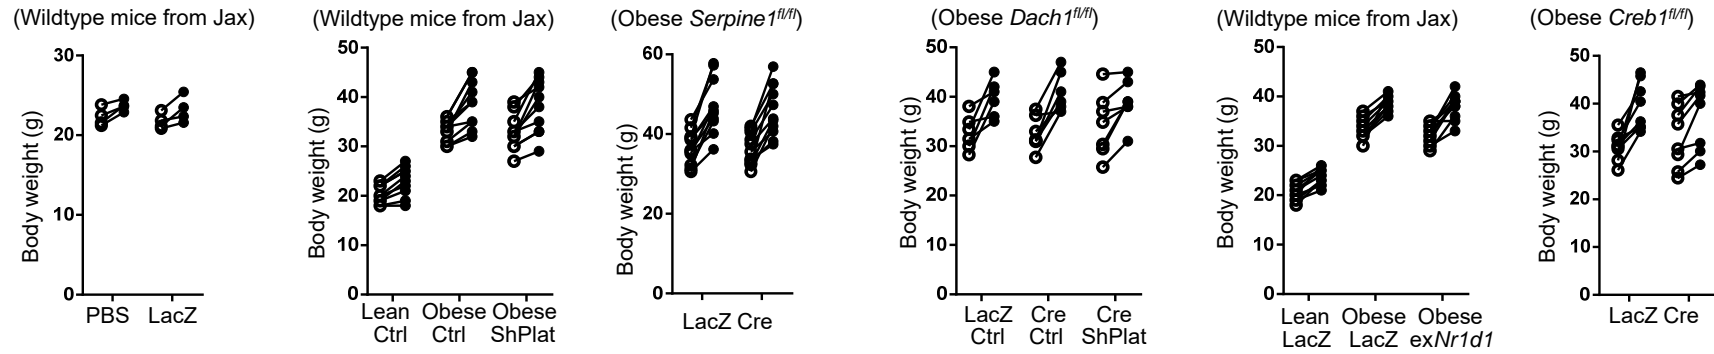 (Wildtype mice from Jax)
Body weight (g)
30
20
10
0
PBS LacZ
(Wildtype mice from Jax)
Body weight (g)
50
40
30
20
10
0
Lean Obese Obese
Ctrl Ctrl ShPlat
(Obese Serpine1fl/fl)
Body weight (g)
60
40
20
0
LacZ Cre
(Obese Dach1fl/fl)
Body weight (g)
50
40
30
20
10
0
LacZ Cre Cre
Ctrl Ctrl ShPlat
(Wildtype mice from Jax)
Body weight (g)
50
40
30
20
10
0
Lean Obese Obese
LacZ LacZ exNr1d1
(Obese Creb1fl/fl)
Body weight (g)
50
40
30
20
10
0
LacZ Cre